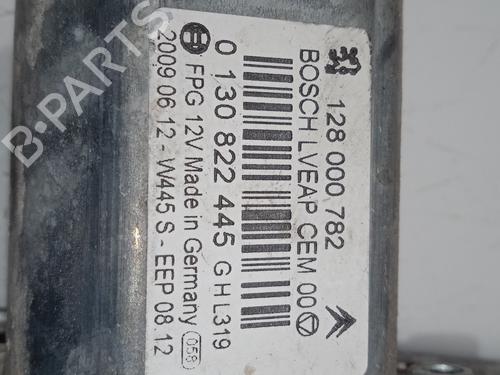 128 000 782
BOSCH LVEAP CEM 00
0 130 822 445 G H L319
FPG 12V Made in Germany 058
2009 06 12 - W445 S - EEP 08.12
B-PARTS